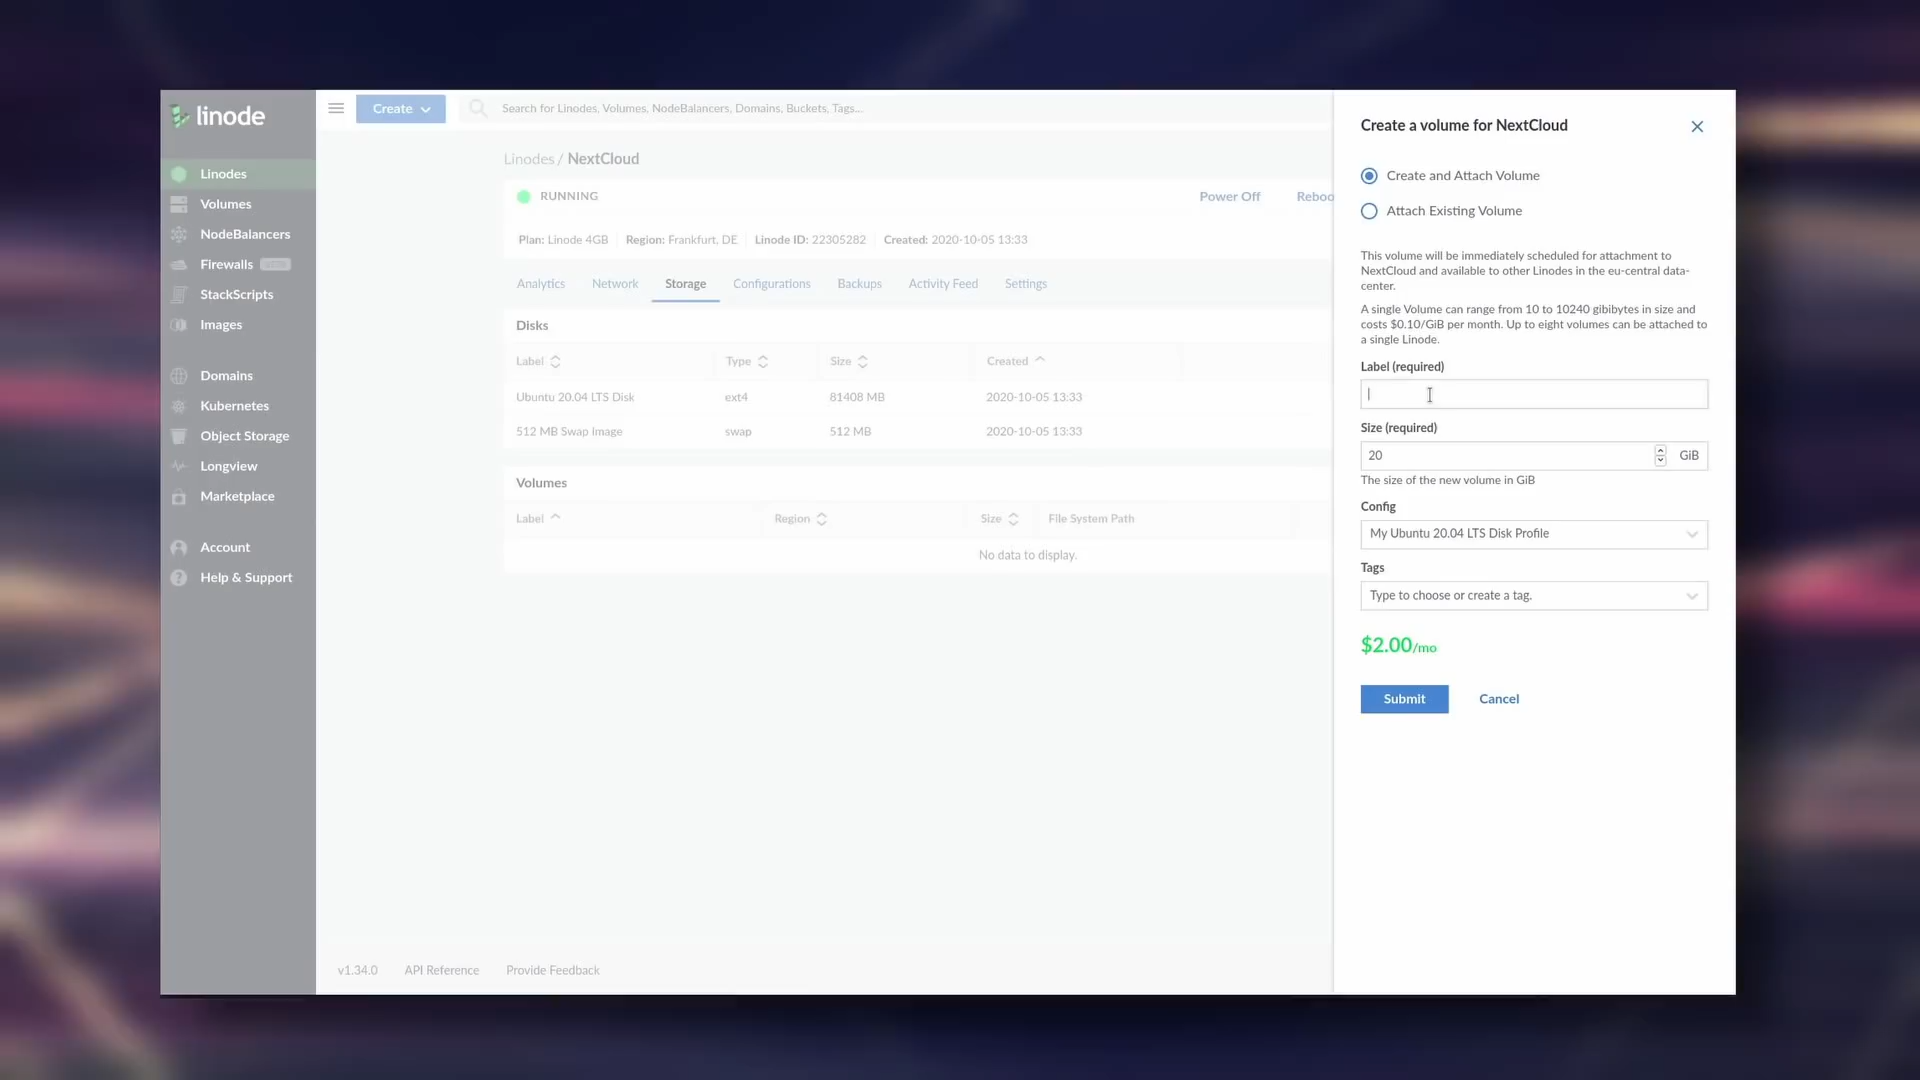 linode
Create
Search for Linodes, Volumes, NodeBalancers, Domains, Buckets, Tags...
Linodes
Volumes
NodeBalancers
Firewalls
StackScripts
Images
Domains
Kubernetes
Object Storage
Longview
Marketplace
Account
Help & Support
Linodes / NextCloud
RUNNING
Power Off
Reboo
Plan: Linode 4GB
Region: Frankfurt, DE
Linode ID: 22305282
Created: 2020-10-05 13:33
Analytics
Network
Storage
Configurations
Backups
Activity Feed
Settings
Disks
Label Type Size Created
Ubuntu 20.04 LTS Disk ext4 81408 MB 2020-10-05 13:33
512 MB Swap Image swap 512 MB 2020-10-05 13:33
Volumes
Label Region Size File System Path
No data to display.
v1.34.0
API Reference
Provide Feedback
Create a volume for NextCloud
Create and Attach Volume
Attach Existing Volume
This volume will be immediately scheduled for attachment to
NextCloud and available to other Linodes in the eu-central data-
center.
A single Volume can range from 10 to 10240 gibibytes in size and
costs $0.10/GiB per month. Up to eight volumes can be attached to
a single Linode.
Label (required)
Size (required)
20 GiB
The size of the new volume in GiB
Config
My Ubuntu 20.04 LTS Disk Profile
Tags
Type to choose or create a tag.
$2.00/mo
Submit
Cancel